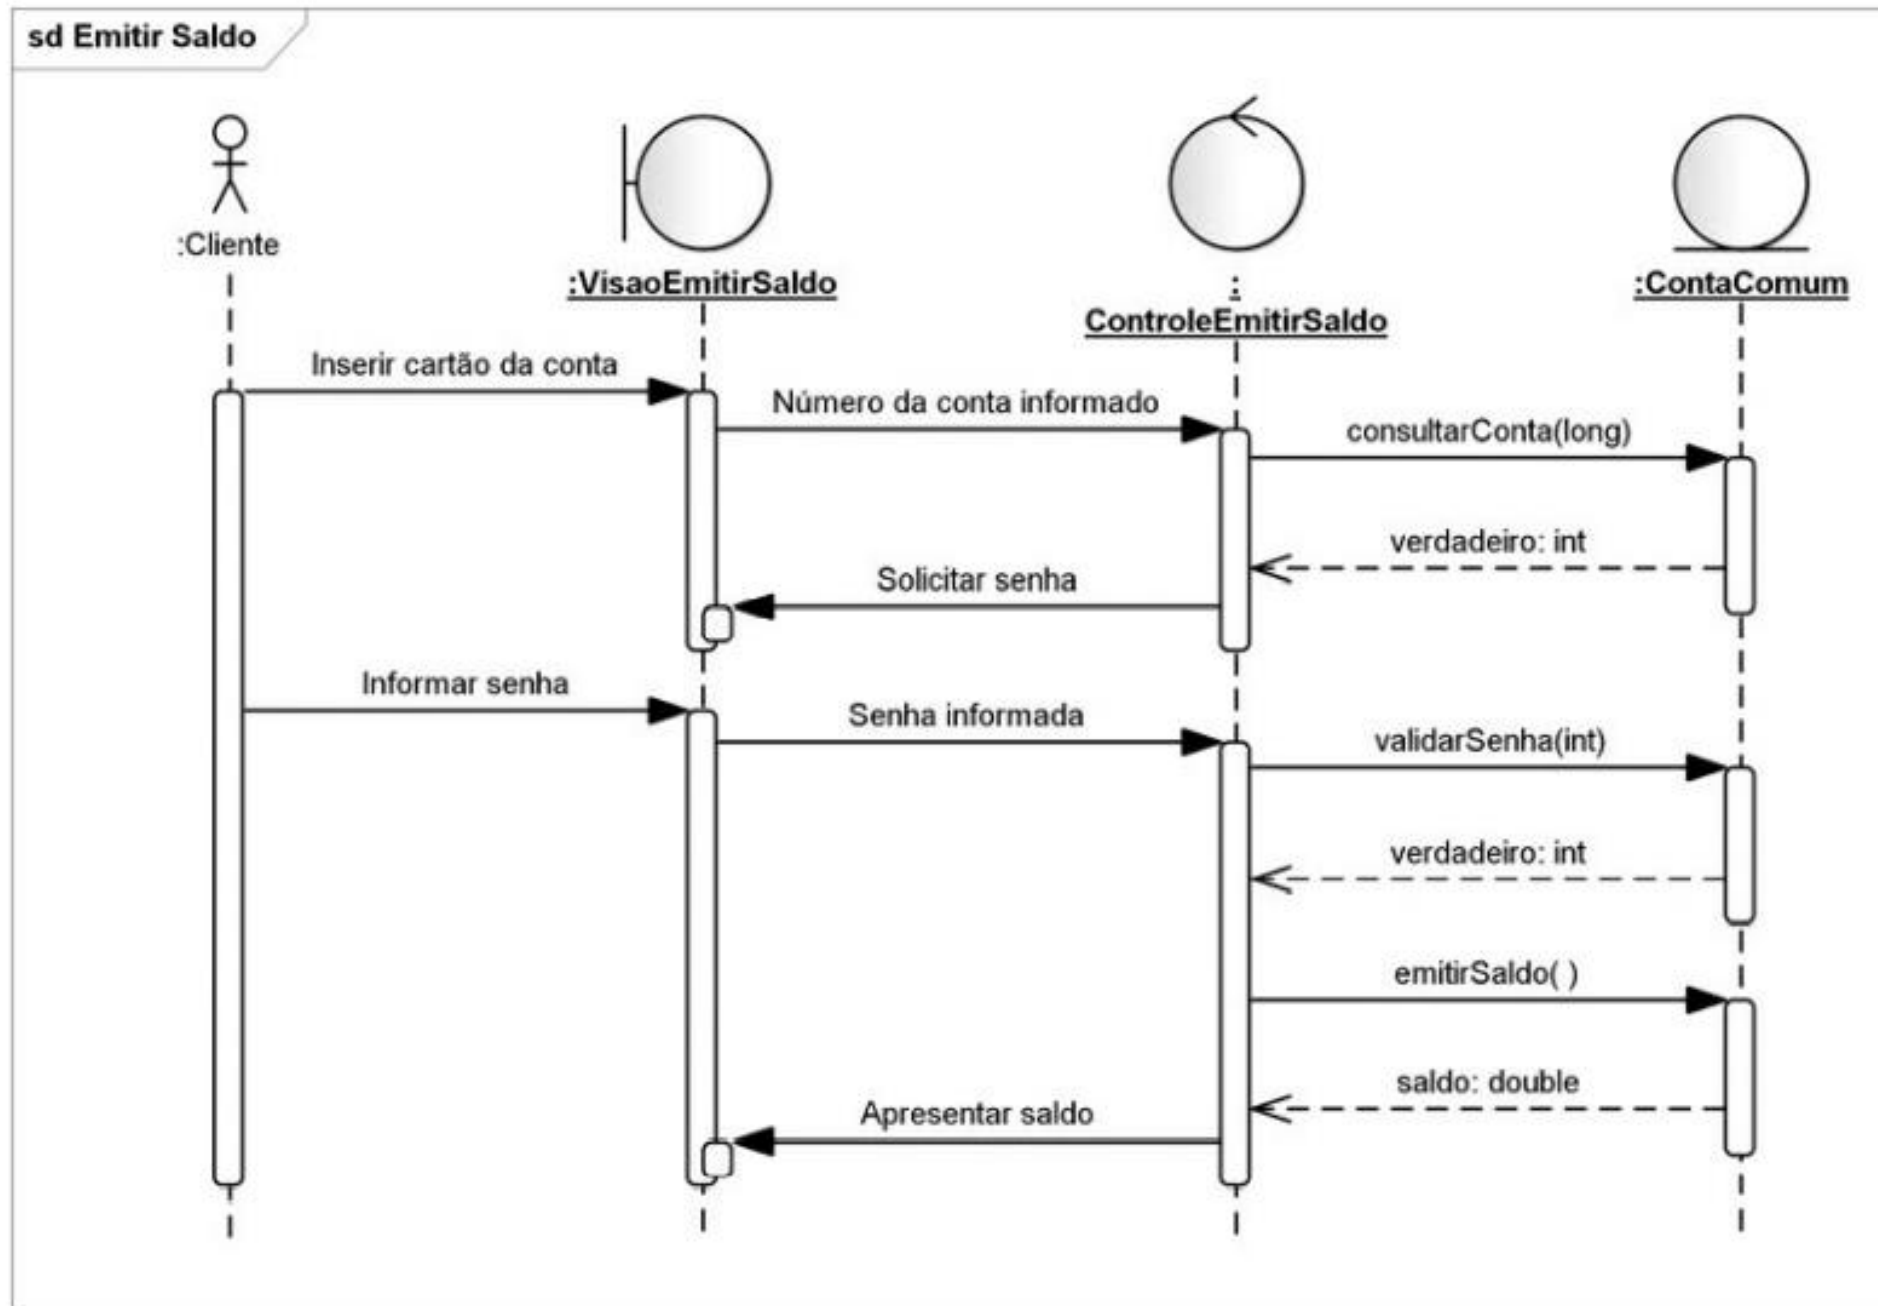 sd Emitir Saldo
:Cliente
:VisaoEmitirSaldo
:
ControleEmitirSaldo
:ContaComum
Inserir cartão da conta
Número da conta informado
consultarConta(long)
verdadeiro: int
Solicitar senha
Informar senha
Senha informada
validarSenha(int)
verdadeiro: int
emitirSaldo( )
saldo: double
Apresentar saldo